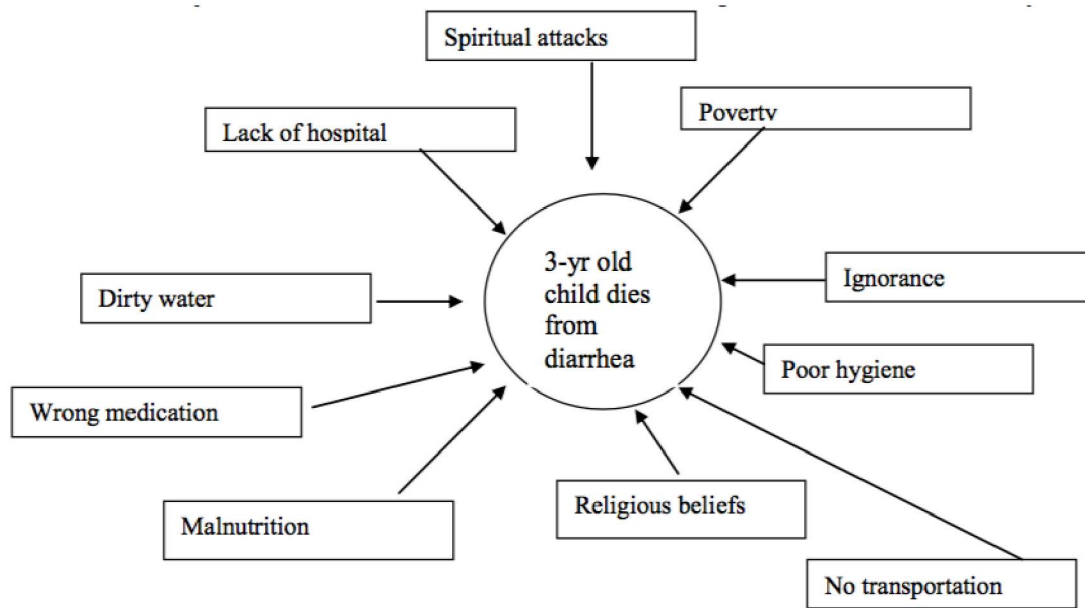 Spiritual attacks
Poverty
Lack of hospital
3-yr old
child dies
from
diarrhea
Ignorance
Dirty water
Poor hygiene
Wrong medication
Religious beliefs
Malnutrition
No transportation